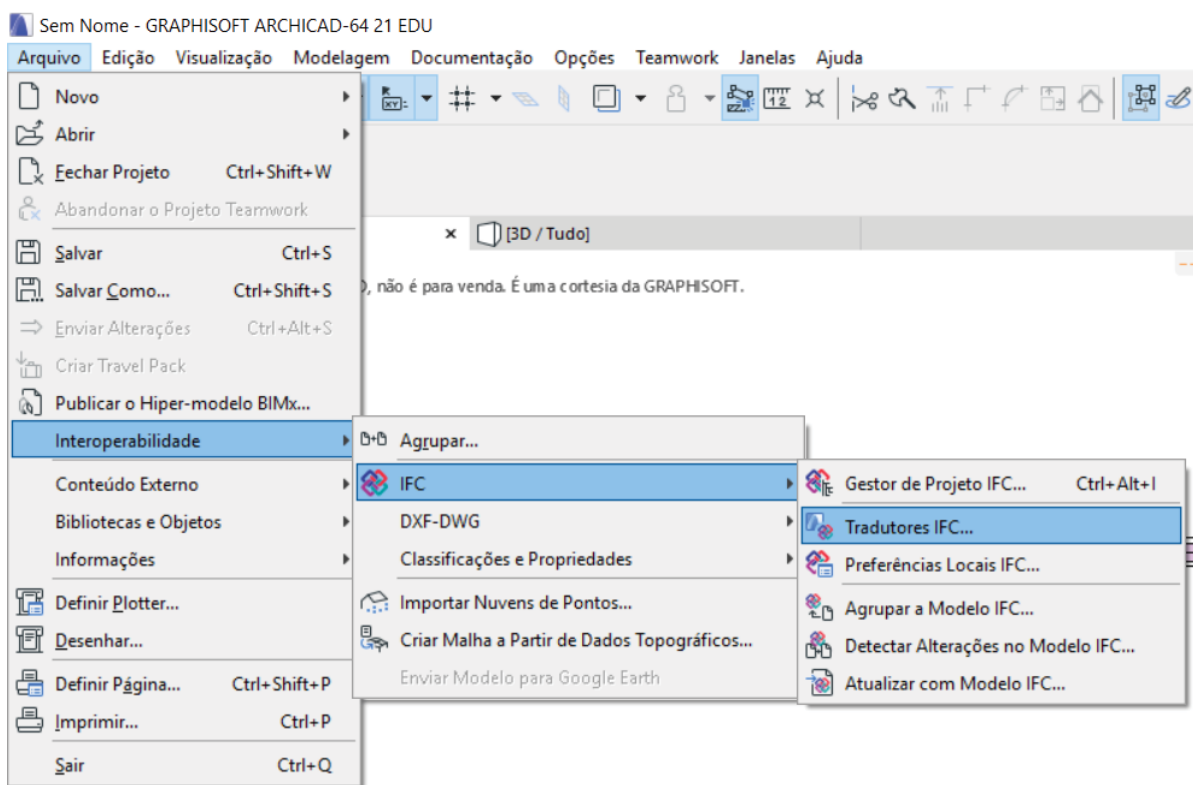 Sem Nome - GRAPHISOFT ARCHICAD-64 21 EDU
Arquivo Edição Visualização Modelagem Documentação Opções Teamwork Janelas Ajuda
Novo
Abrir
Fechar Projeto Ctrl+Shift+W
Abandonar o Projeto Teamwork
[3D / Tudo]
Salvar Ctrl+S
Salvar Como... Ctrl+Shift+S
, não é para venda. É uma cortesia da GRAPHISOFT.
Enviar Alterações Ctrl+Alt+S
Criar Travel Pack
Publicar o Hiper-modelo BIMx...
Interoperabilidade
Conteúdo Externo
Bibliotecas e Objetos
Informações
Definir Plotter...
Desenhar...
Definir Página... Ctrl+Shift+P
Imprimir... Ctrl+P
Sair Ctrl+Q
Agrupar...
IFC
DXF-DWG
Classificações e Propriedades
Importar Nuvens de Pontos...
Criar Malha a Partir de Dados Topográficos...
Enviar Modelo para Google Earth
Gestor de Projeto IFC... Ctrl+Alt+I
Tradutores IFC...
Preferências Locais IFC...
Agrupar a Modelo IFC...
Detectar Alterações no Modelo IFC...
Atualizar com Modelo IFC...